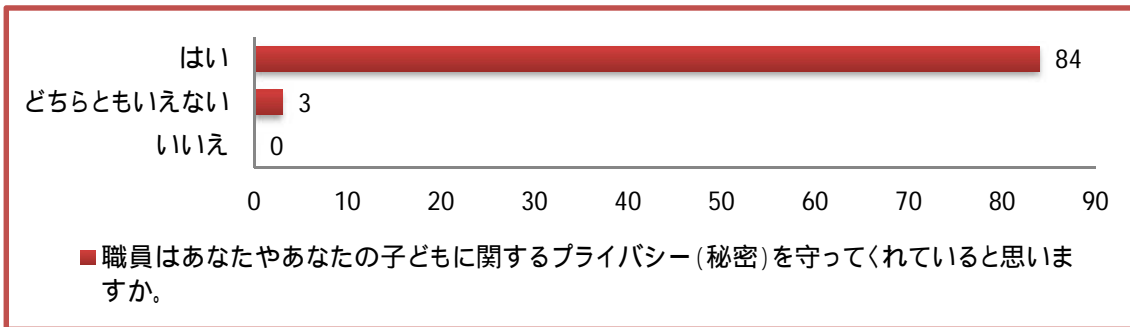 はい 84
どちらともいえない 3
いいえ 0
0 10 20 30 40 50 60 70 80 90
職員はあなたやあなたの子どもに関するプライバシー(秘密)を守ってくれていると思いま
すか。